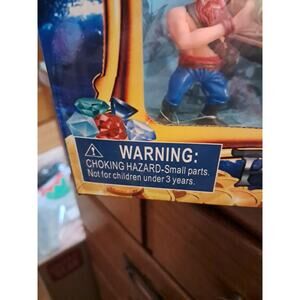 WARNING:
CHOKING HAZARD-Small parts.
Not for children under 3 years.